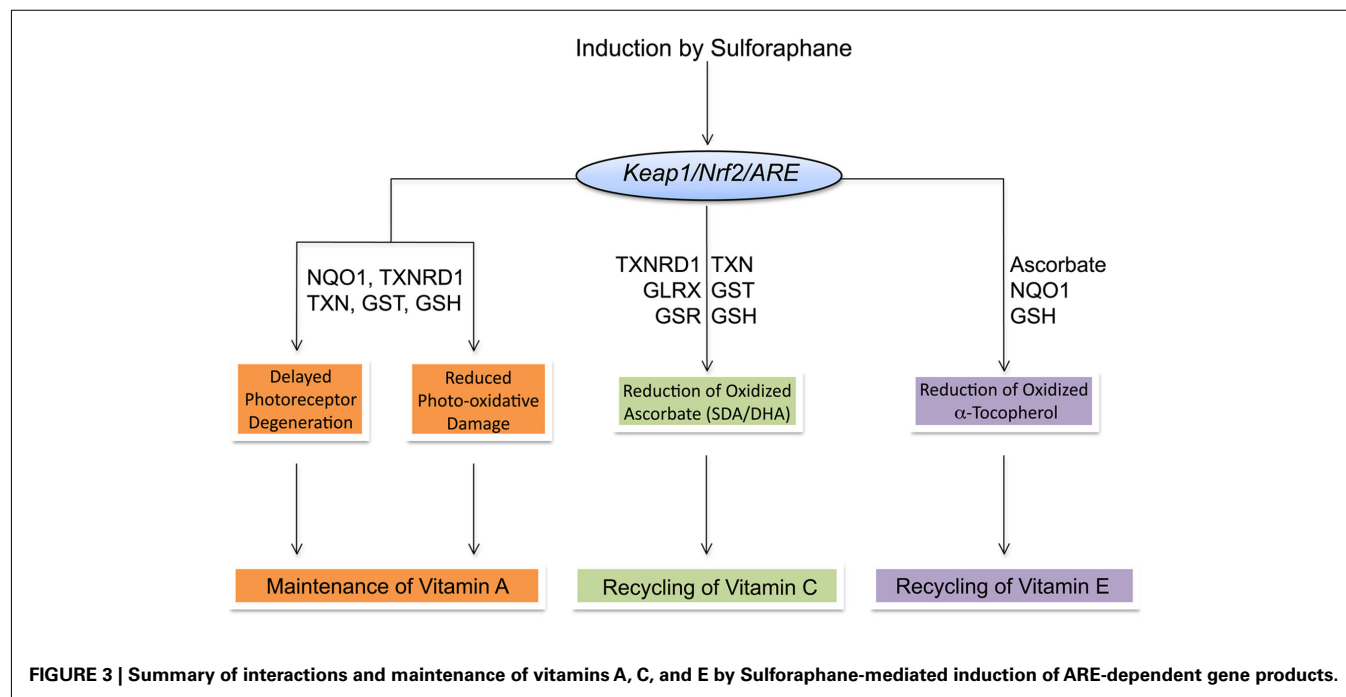 Induction by Sulforaphane
Keap1/Nrf2/ARE
NQO1, TXNRD1
TXN, GST, GSH
TXNRD1 TXN
GLRX GST
GSR GSH
Ascorbate
NQO1
GSH
Delayed
Photoreceptor
Degeneration
Reduced
Photo-oxidative
Damage
Reduction of Oxidized
Ascorbate (SDA/DHA)
Reduction of Oxidized
α-Tocopherol
Maintenance of Vitamin A
Recycling of Vitamin C
Recycling of Vitamin E
FIGURE 3 | Summary of interactions and maintenance of vitamins A, C, and E by Sulforaphane-mediated induction of ARE-dependent gene products.